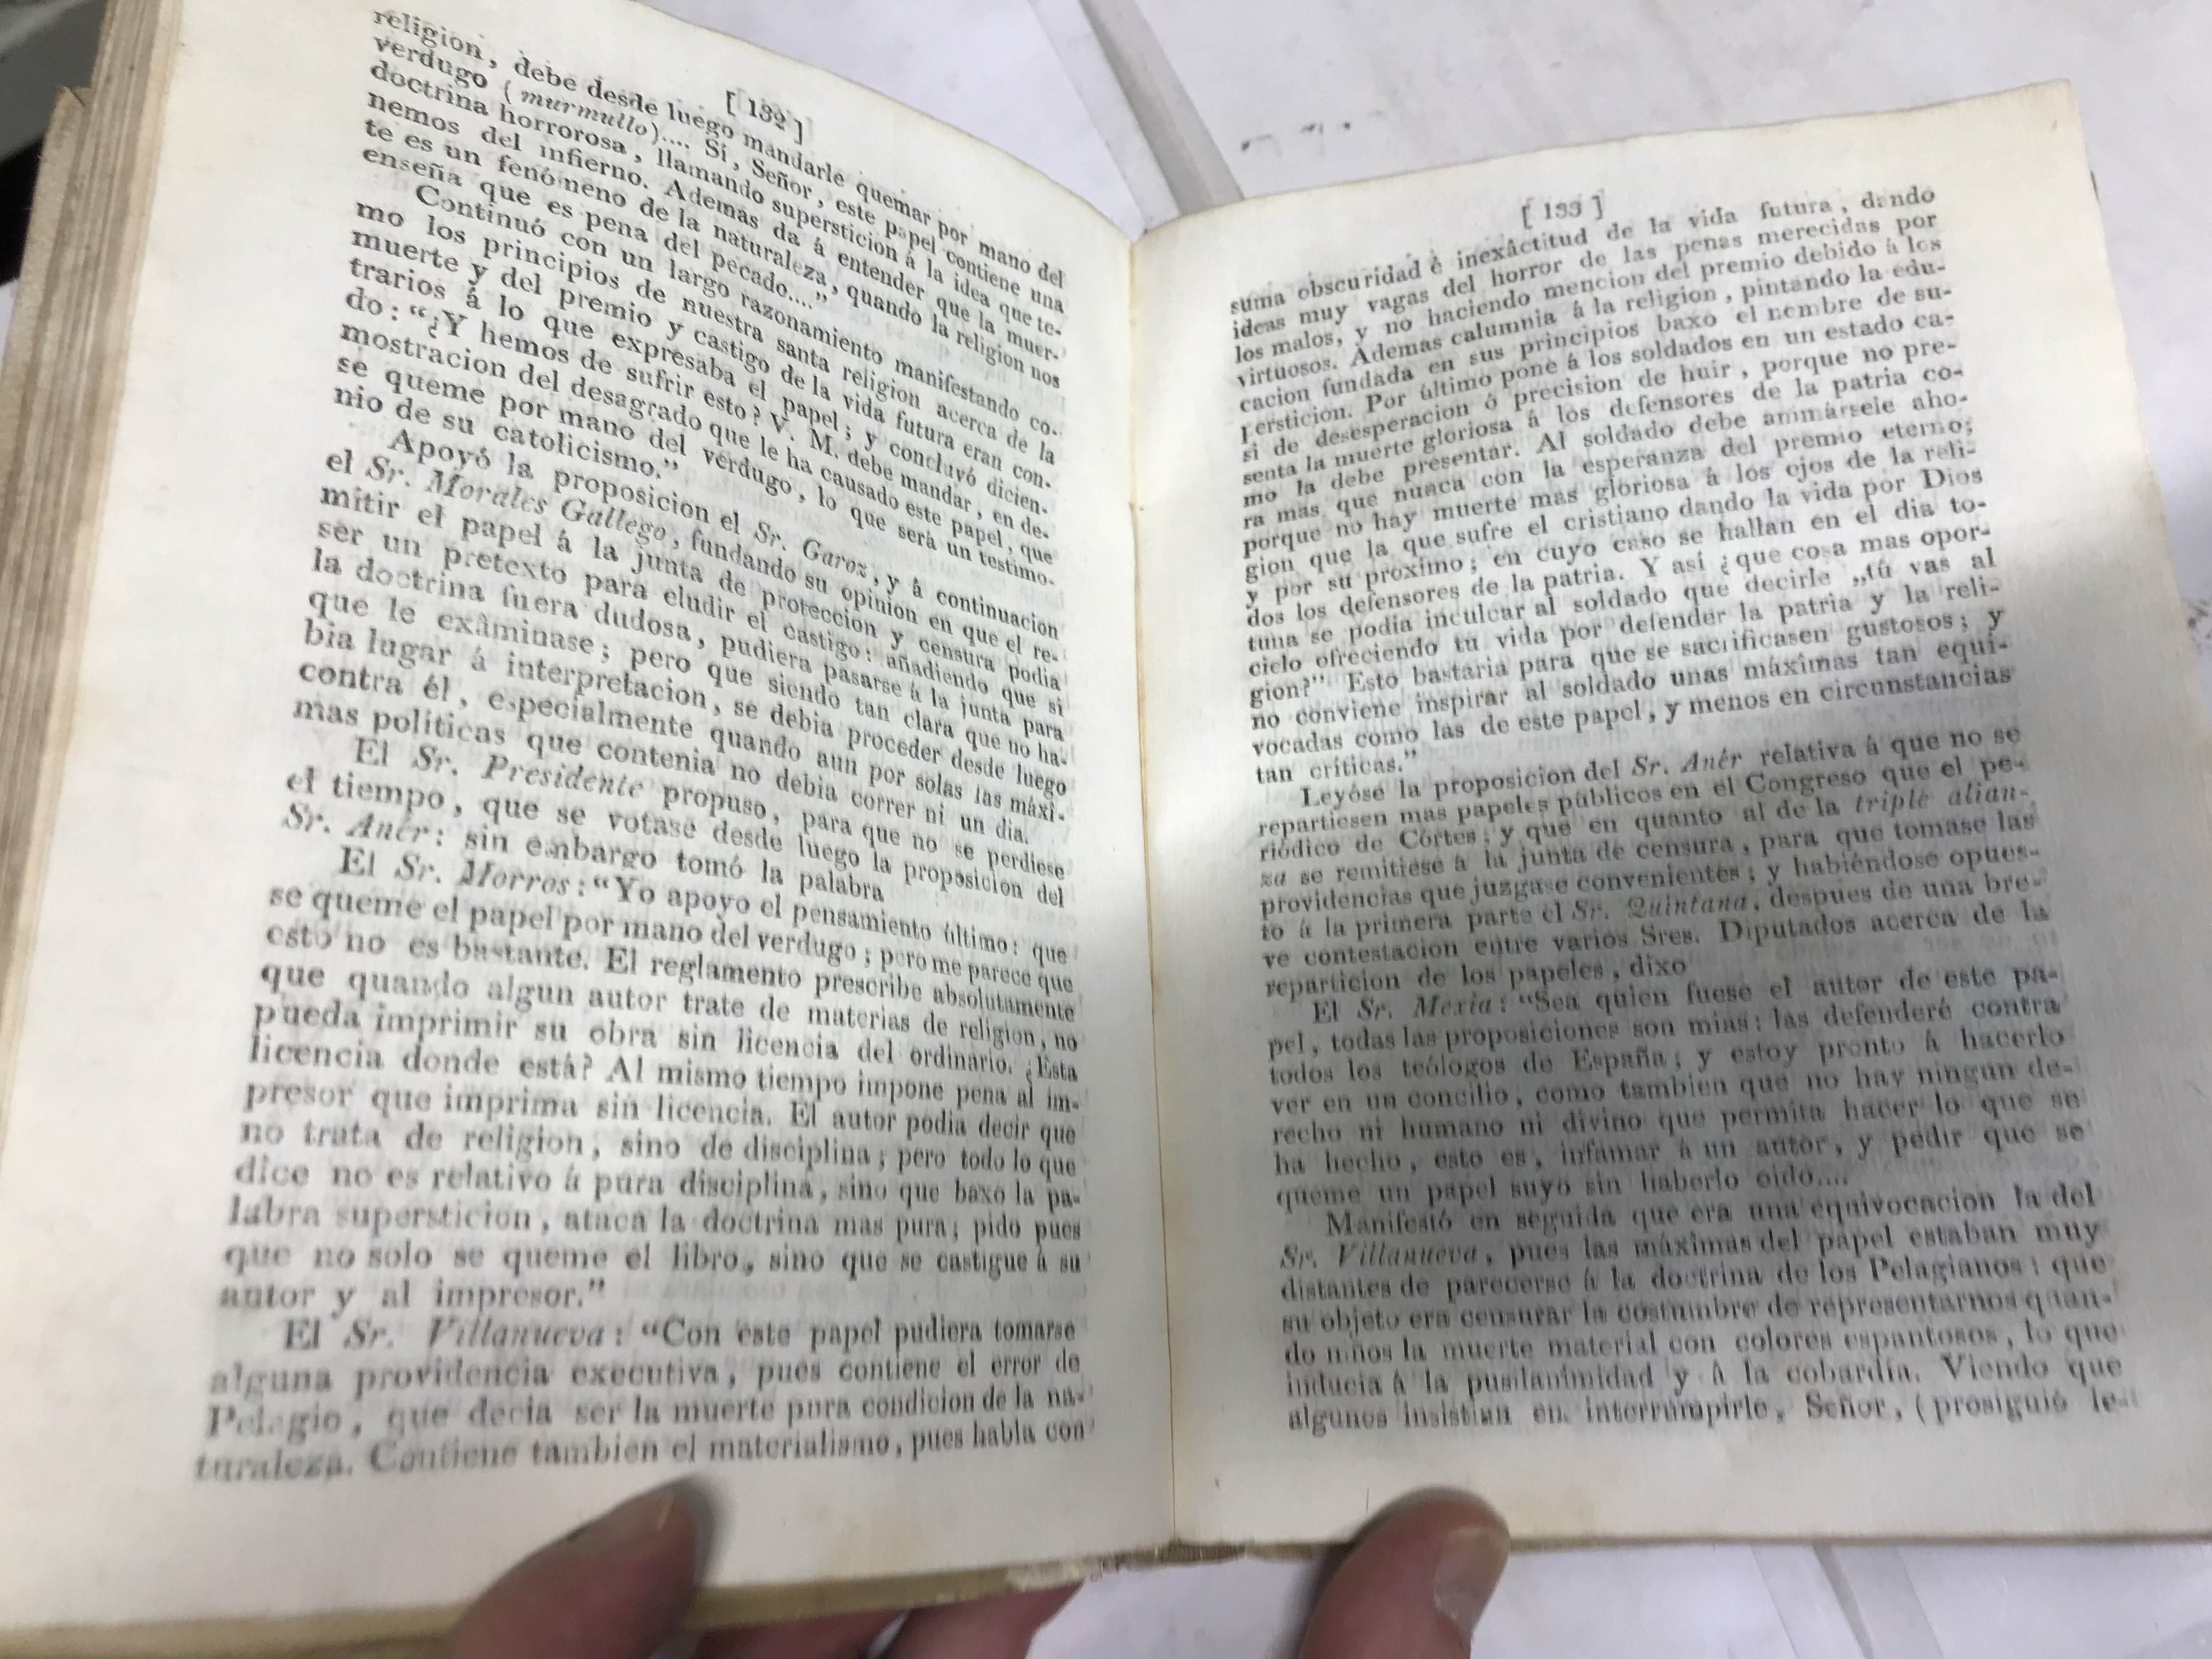 [ 132 ]
religion, debe desde luego mandarle quemar por mano del
verdugo (murmullo).... Sí, Señor, este papel contiene una
doctrina horrorosa, llamando supersticion á la idea que te-
nemos del infierno. Ademas da á entender que la muer-
te es un fenómeno de la naturaleza, quando la religion nos
enseña que es pena del pecado...."
Continuó con un largo razonamiento manifestando co-
mo los principios de nuestra santa religion acerca de la
muerte y del premio y castigo de la vida futura eran con-
trarios á lo que expresaba el papel; y concluyó dicien-
do: "¿Y hemos de sufrir esto? V. M. debe mandar, en de-
mostracion del desagrado que le ha causado este papel, que
se queme por mano del verdugo, lo que será un testimo-
nio de su catolicismo."
Apoyó la proposicion el Sr. Garoz, y á continuacion
el Sr. Morales Gallego, fundando su opinion en que el re-
mitir el papel á la junta de proteccion y censura podia
ser un pretexto para eludir el castigo: añadiendo que si
la doctrina fuera dudosa, pudiera pasarse á la junta para
que le exâminase; pero que siendo tan clara que no ha-
bia lugar á interpretacion, se debia proceder desde luego
contra él, especialmente quando aun por solas las máxî-
mas políticas que contenia no debia correr ni un dia.
El Sr. Presidente propuso, para que no se perdiese
el tiempo, que se votase desde luego la proposicion del
Sr. Anér: sin embargo tomó la palabra
El Sr. Morros: "Yo apoyo el pensamiento último: que
se queme el papel por mano del verdugo; pero me parece que
esto no es bastante. El reglamento prescribe absolutamente
que quando algun autor trate de materias de religion, no
pueda imprimir su obra sin licencia del ordinario. ¿Esta
licencia donde está? Al mismo tiempo impone pena al im-
presor que imprima sin licencia. El autor podia decir que
no trata de religion, sino de disciplina; pero todo lo que
dice no es relativo á pura disciplina, sino que baxo la pa-
labra supersticion, ataca la doctrina mas pura; pido pues
que no solo se queme el libro, sino que se castigue á su
autor y al impresor."
El Sr. Villanueva: "Con este papel pudiera tomarse
alguna providencia executiva, pues contiene el error de
Pelagio, que decia ser la muerte pura condicion de la na-
turaleza. Contiene tambien el materialismo, pues habla con
[ 133 ]
suma obscuridad é inexâctitud de la vida futura, dando
ideas muy vagas del horror de las penas merecidas por
los malos, y no haciendo mencion del premio debido á los
virtuosos. Ademas calumnia á la religion, pintando la edu-
cacion fundada en sus principios baxo el nombre de su-
persticion. Por último pone á los soldados en un estado ca-
si de desesperacion ó precision de huir, porque no pre-
senta la muerte gloriosa á los defensores de la patria co-
mo la debe presentar. Al soldado debe animársele aho-
ra mas que nunca con la esperanza del premio eterno;
porque no hay muerte mas gloriosa á los ojos de la reli-
gion que la que sufre el cristiano dando la vida por Dios
y por su próximo; en cuyo caso se hallan en el dia to-
dos los defensores de la patria. Y así ¿que cosa mas opor-
tuna se podia inculcar al soldado que decirle „tú vas al
cielo ofreciendo tu vida por defender la patria y la reli-
gion?" Esto bastaria para que se sacrificasen gustosos; y
no conviene inspirar al soldado unas máximas tan equi-
vocadas como las de este papel, y menos en circunstancias
tan críticas."
Leyóse la proposicion del Sr. Anér relativa á que no se
repartiesen mas papeles públicos en el Congreso que el pe-
riódico de Córtes; y que en quanto al de la triple alian-
za se remitiese á la junta de censura, para que tomase las
providencias que juzgase convenientes; y habiéndose opues-
to á la primera parte el Sr. Quintana, despues de una bre-
ve contestacion entre varios Sres. Diputados acerca de la
reparticion de los papeles, dixo
El Sr. Mexia: "Sea quien fuese el autor de este pa-
pel, todas las proposiciones son mias: las defenderé contra
todos los teólogos de España; y estoy pronto á hacerlo
ver en un concilio, como tambien que no hay ningun de-
recho ni humano ni divino que permita hacer lo que se
ha hecho, esto es, infamar á un autor, y pedir que se
queme un papel suyo sin haberlo oido....
Manifestó en seguida que era una equivocacion la del
Sr. Villanueva, pues las máximas del papel estaban muy
distantes de parecerse á la doctrina de los Pelagianos: que
su objeto era censurar la costumbre de representarnos quan-
do niños la muerte material con colores espantosos, lo que
inducia á la pusilanimidad y á la cobardía. Viendo que
algunos insistian en interrumpirle, Señor, (prosiguió le-